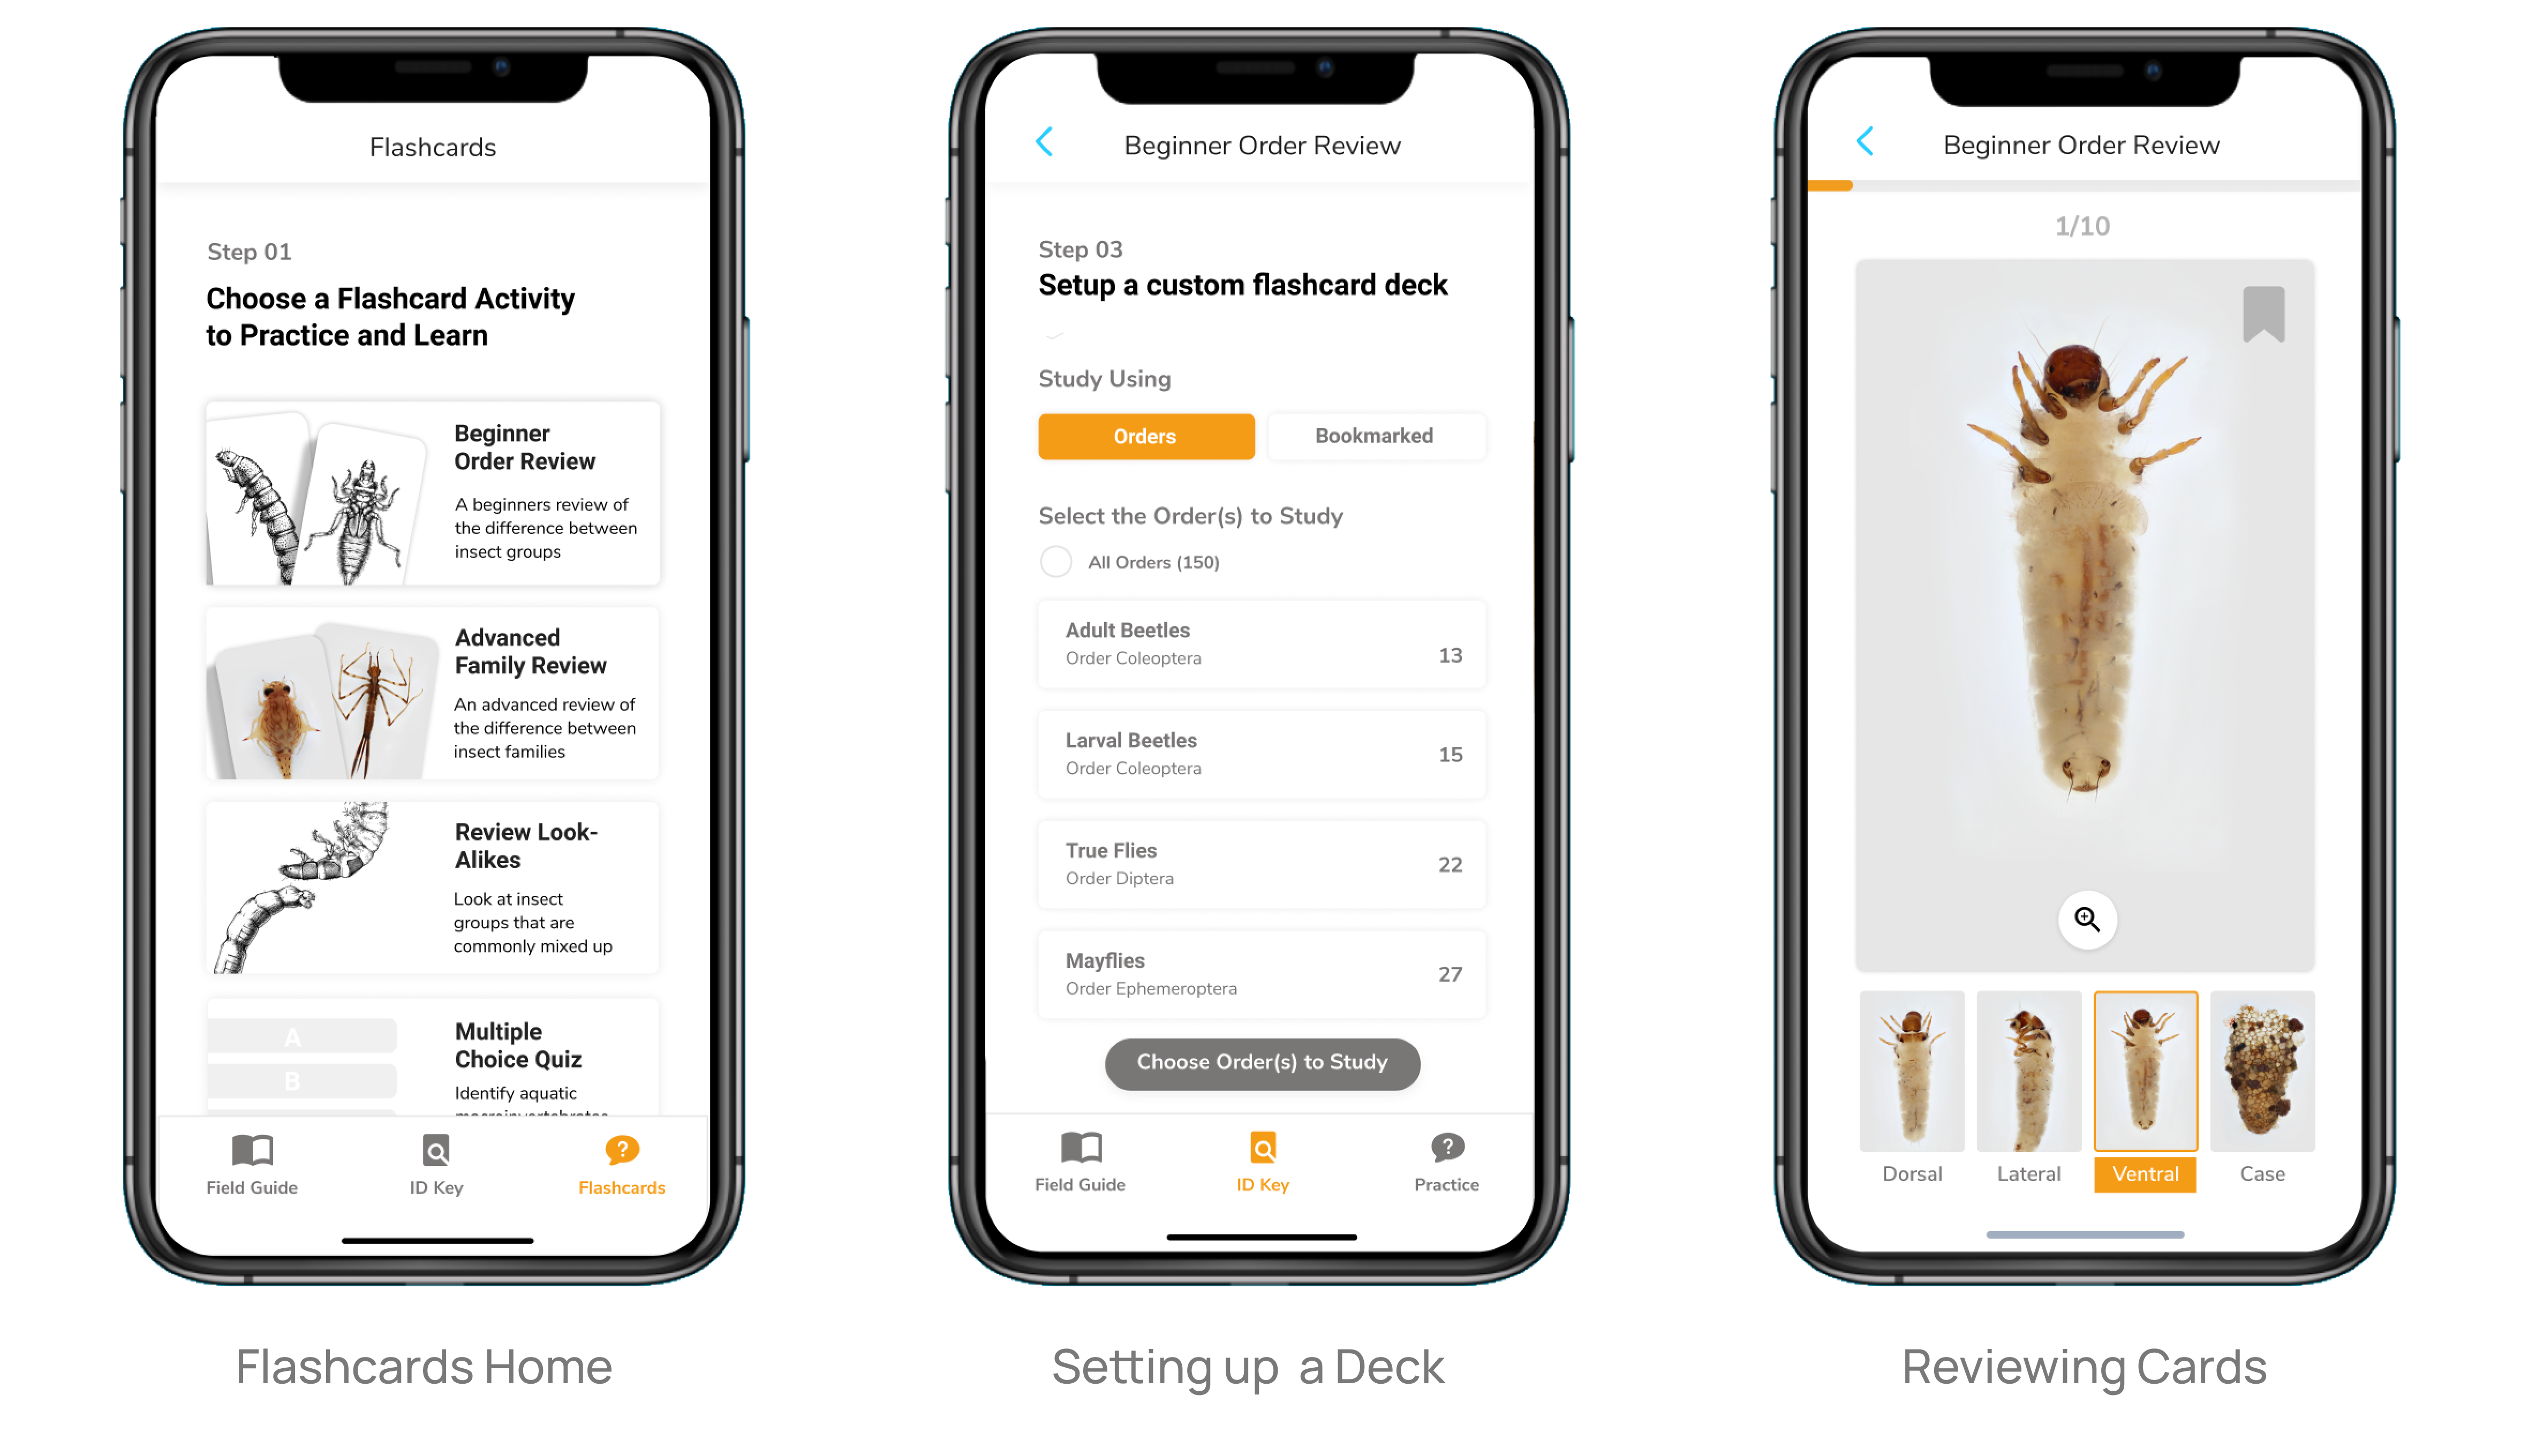 Flashcards
Step 01
Choose a Flashcard Activity
to Practice and Learn
Beginner
Order Review
A beginners review of
the difference between
insect groups
Advanced
Family Review
An advanced review of
the difference between
insect families
Review Look-
Alikes
Look at insect
groups that are
commonly mixed up
A
B
Multiple
Choice Quiz
Identify aquatic
macroinvertebrates
Field Guide
ID Key
Flashcards
Flashcards Home
Beginner Order Review
Step 03
Setup a custom flashcard deck
Study Using
Orders
Bookmarked
Select the Order(s) to Study
All Orders (150)
Adult Beetles
Order Coleoptera
13
Larval Beetles
Order Coleoptera
15
True Flies
Order Diptera
22
Mayflies
Order Ephemeroptera
27
Choose Order(s) to Study
Field Guide
ID Key
Practice
Setting up a Deck
Beginner Order Review
1/10
Dorsal
Lateral
Ventral
Case
Reviewing Cards